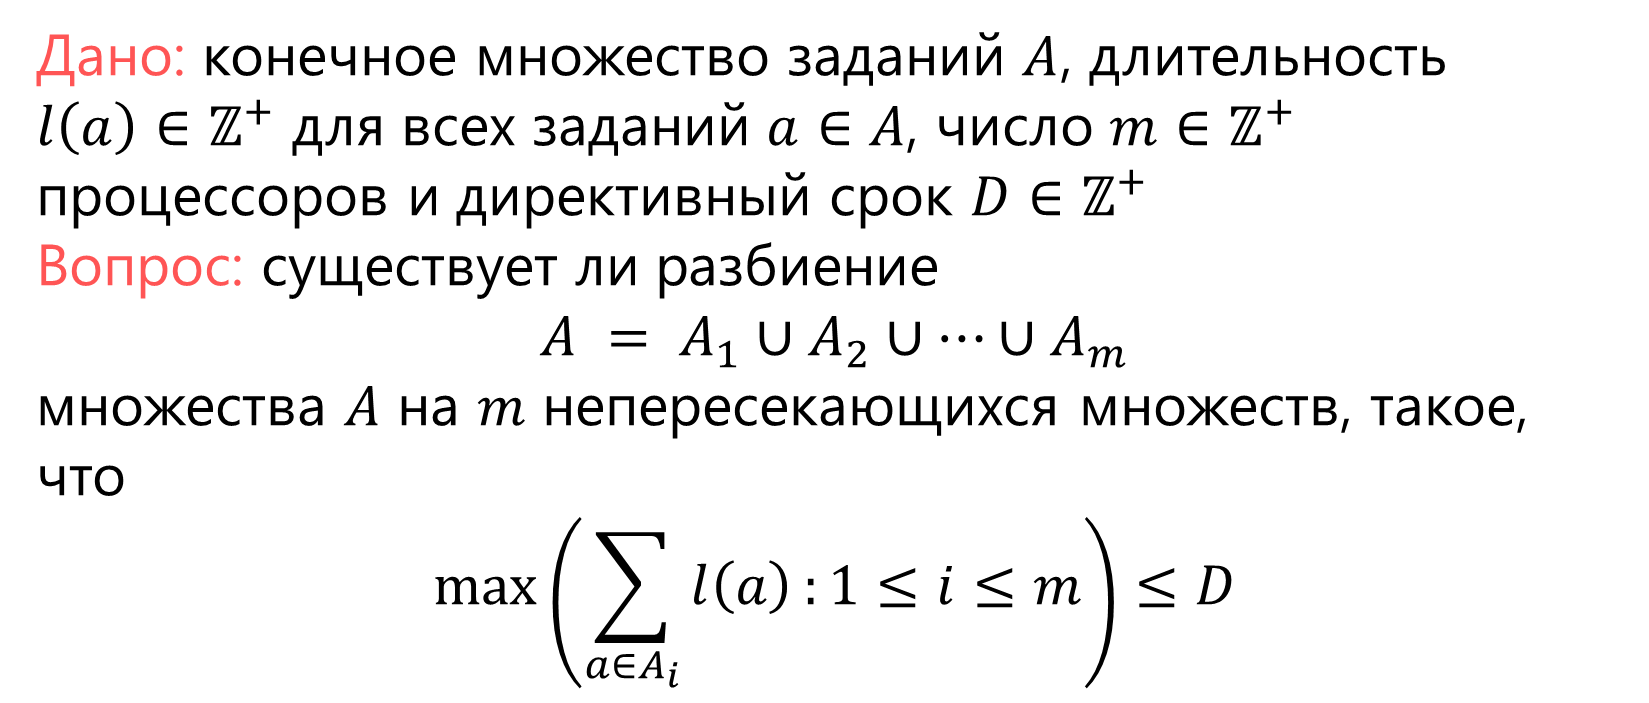 Дано: конечное множество заданий A, длительность
l(a) ∈ ℤ⁺ для всех заданий a ∈ A, число m ∈ ℤ⁺
процессоров и директивный срок D ∈ ℤ⁺
Вопрос: существует ли разбиение
A = A₁ ∪ A₂ ∪ ⋯ ∪ Aₘ
множества A на m непересекающихся множеств, такое,
что
max(∑_{a∈A_i} l(a) : 1 ≤ i ≤ m) ≤ D